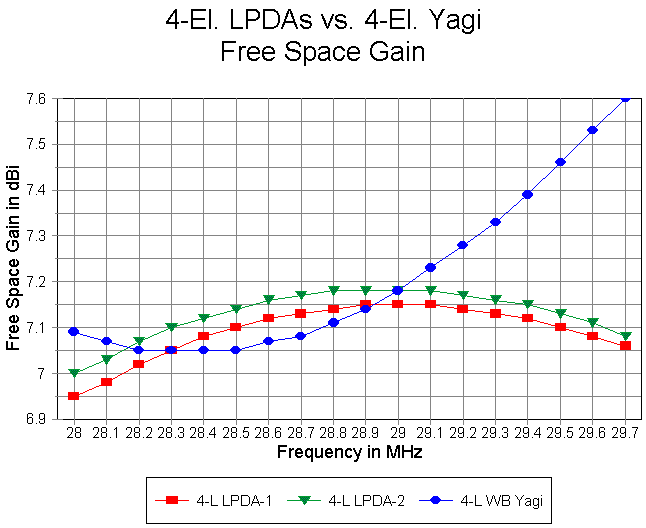 4-El. LPDAs vs. 4-El. Yagi
Free Space Gain
7.6
7.5
7.4
7.3
7.2
7.1
7
6.9
Free Space Gain in dBi
28 28.1 28.2 28.3 28.4 28.5 28.6 28.7 28.8 28.9 29 29.1 29.2 29.3 29.4 29.5 29.6 29.7
Frequency in MHz
4-L LPDA-1 4-L LPDA-2 4-L WB Yagi